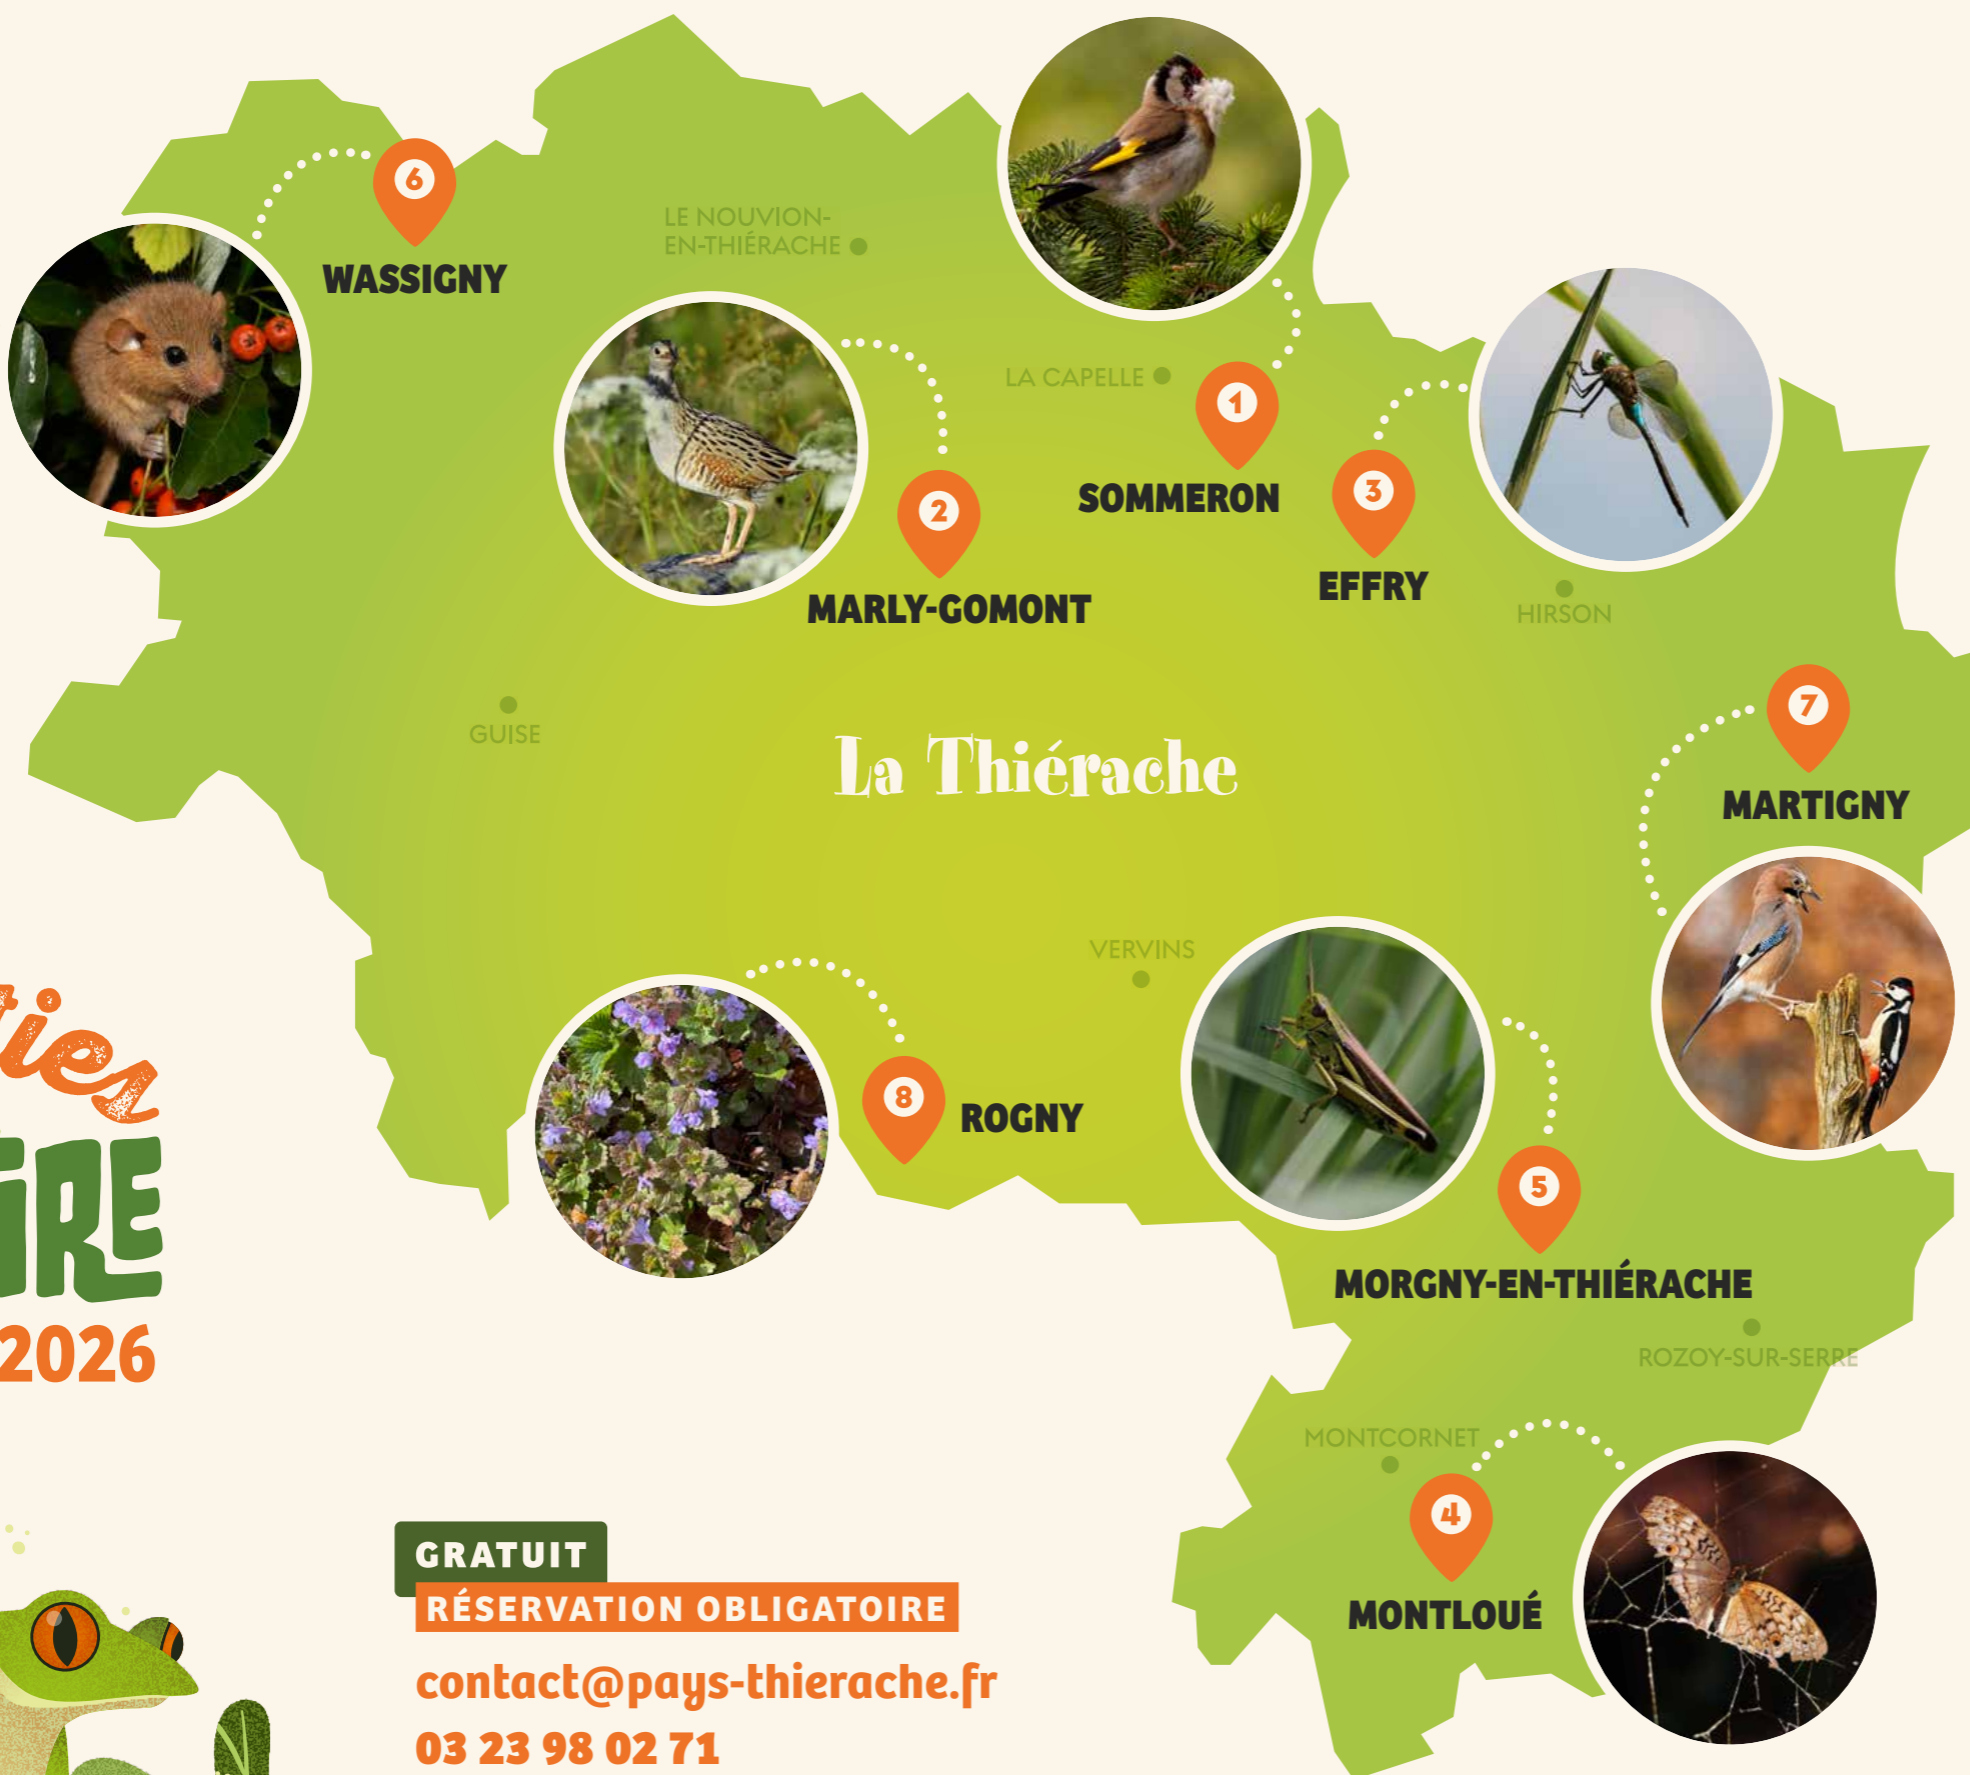 6
WASSIGNY
LE NOUVION-
EN-THIÉRACHE
LA CAPELLE
1
SOMMERON
2
MARLY-GOMONT
3
EFFRY
HIRSON
GUISE
La Thiérache
7
MARTIGNY
VERVINS
8
ROGNY
5
MORGNY-EN-THIÉRACHE
ROZOY-SUR-SERRE
MONTCORNET
4
MONTLOUÉ
2026
GRATUIT
RÉSERVATION OBLIGATOIRE
contact@pays-thierache.fr
03 23 98 02 71